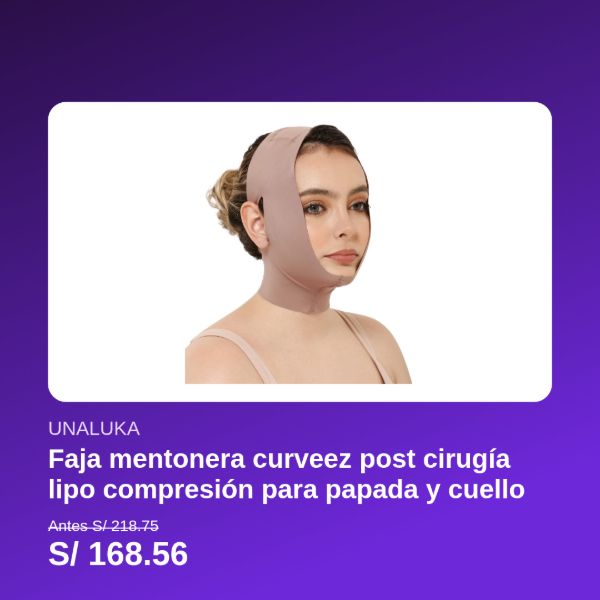 UNALUKA
Faja mentonera curveez post cirugía
lipo compresión para papada y cuello
Antes S/ 218.75
S/ 168.56